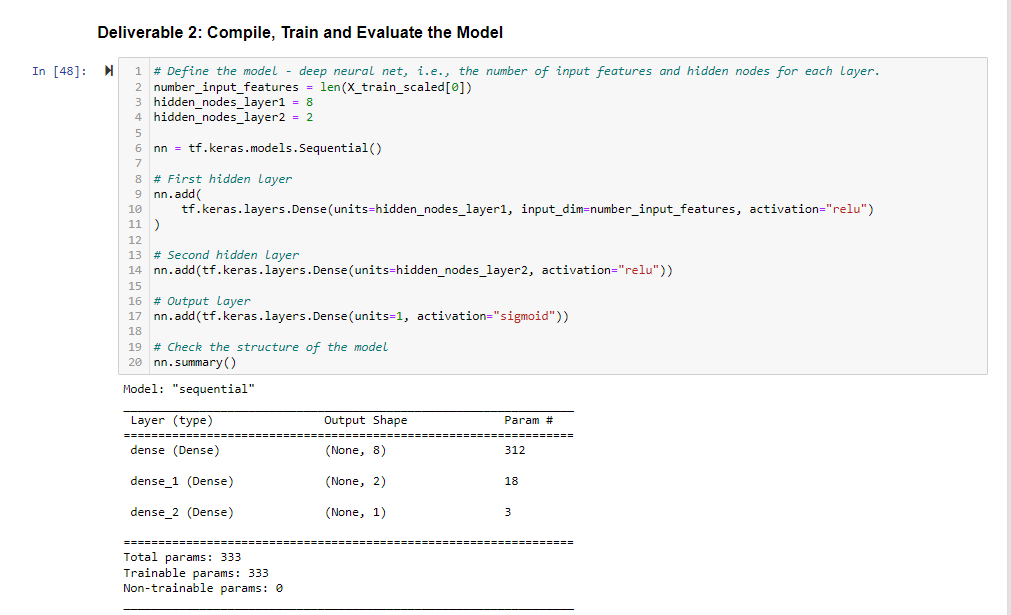 Deliverable 2: Compile, Train and Evaluate the Model
In [48]:
1 # Define the model - deep neural net, i.e., the number of input features and hidden nodes for each layer.
2 number_input_features = len(X_train_scaled[0])
3 hidden_nodes_layer1 = 8
4 hidden_nodes_layer2 = 2
5
6 nn = tf.keras.models.Sequential()
7
8 # First hidden layer
9 nn.add(
10     tf.keras.layers.Dense(units=hidden_nodes_layer1, input_dim=number_input_features, activation="relu")
11 )
12
13 # Second hidden layer
14 nn.add(tf.keras.layers.Dense(units=hidden_nodes_layer2, activation="relu"))
15
16 # Output layer
17 nn.add(tf.keras.layers.Dense(units=1, activation="sigmoid"))
18
19 # Check the structure of the model
20 nn.summary()
Model: "sequential"
Layer (type) Output Shape Param #
dense (Dense) (None, 8) 312
dense_1 (Dense) (None, 2) 18
dense_2 (Dense) (None, 1) 3
Total params: 333
Trainable params: 333
Non-trainable params: 0